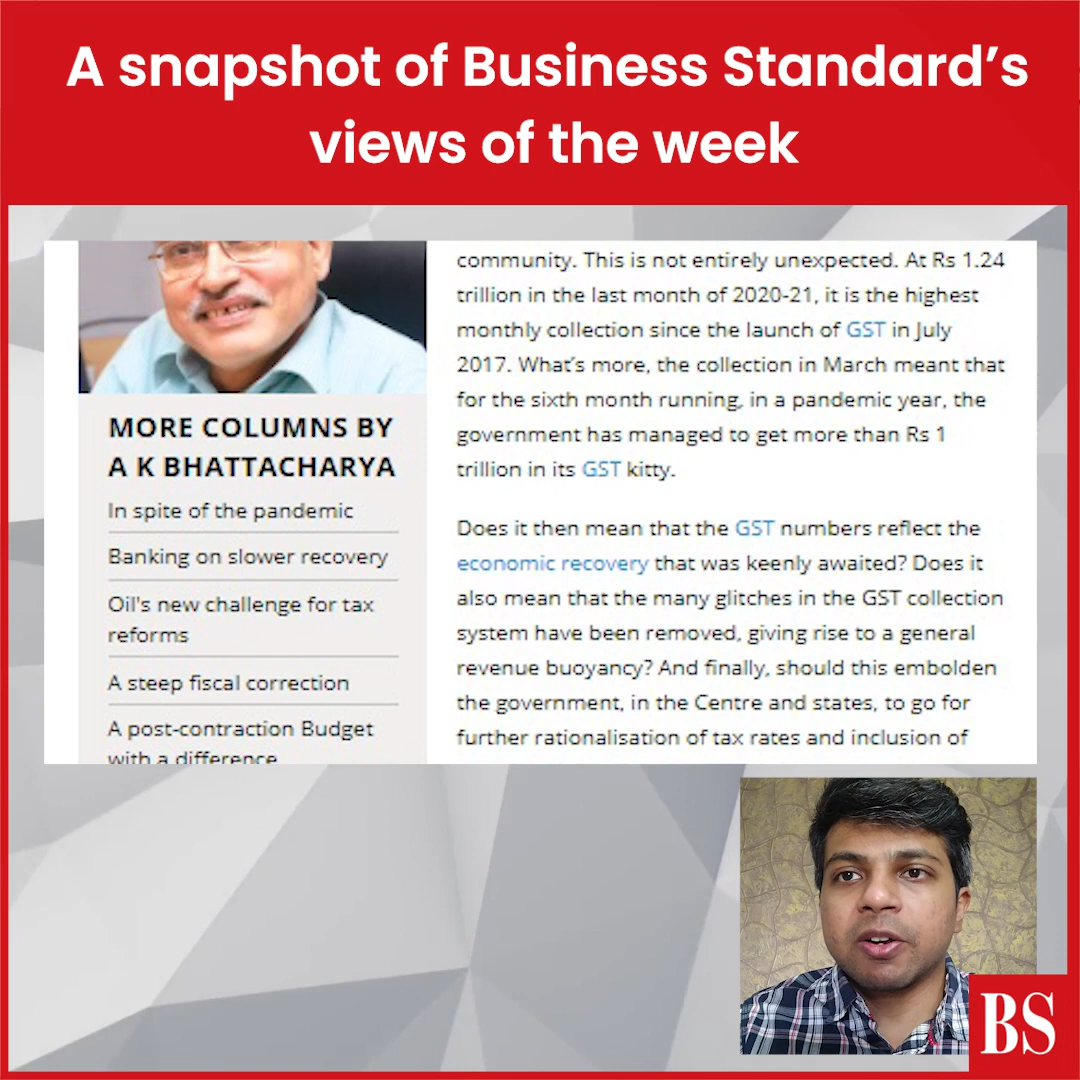 A snapshot of Business Standard’s
views of the week
MORE COLUMNS BY
A K BHATTACHARYA
In spite of the pandemic
Banking on slower recovery
Oil's new challenge for tax
reforms
A steep fiscal correction
A post-contraction Budget
with a difference
community. This is not entirely unexpected. At Rs 1.24
trillion in the last month of 2020-21, it is the highest
monthly collection since the launch of GST in July
2017. What’s more, the collection in March meant that
for the sixth month running, in a pandemic year, the
government has managed to get more than Rs 1
trillion in its GST kitty.
Does it then mean that the GST numbers reflect the
economic recovery that was keenly awaited? Does it
also mean that the many glitches in the GST collection
system have been removed, giving rise to a general
revenue buoyancy? And finally, should this embolden
the government, in the Centre and states, to go for
further rationalisation of tax rates and inclusion of
BS